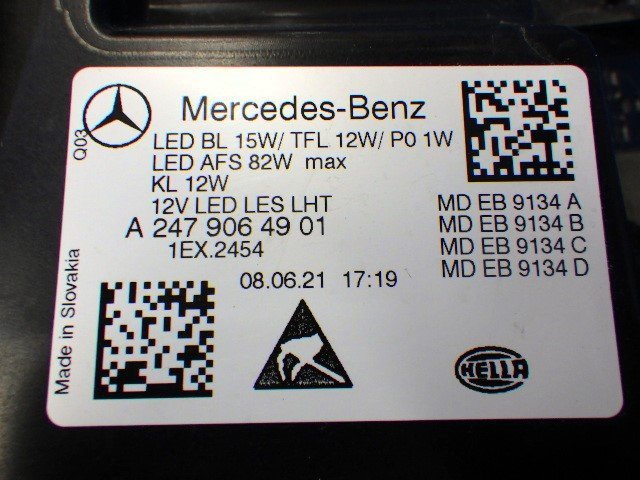 Mercedes-Benz
LED BL 15W/ TFL 12W/ P0 1W
LED AFS 82W max
KL 12W
12V LED LES LHT
A 247 906 49 01
1EX.2454
08.06.21 17:19
MD EB 9134 A
MD EB 9134 B
MD EB 9134 C
MD EB 9134 D
Q03
Made in Slovakia
HELLA